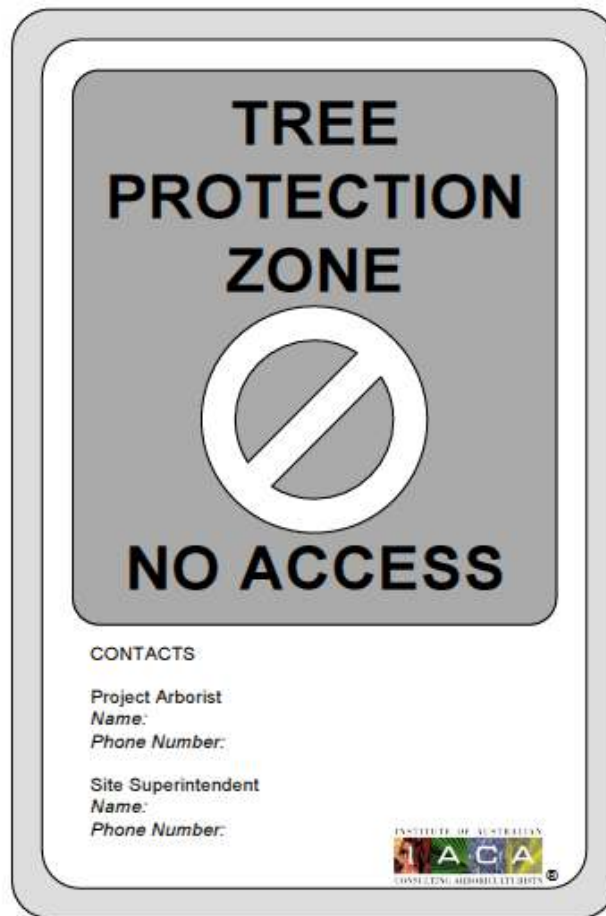 TREE
PROTECTION
ZONE
NO ACCESS
CONTACTS
Project Arborist
Name:
Phone Number:
Site Superintendent
Name:
Phone Number:
INSTITUTE OF AUSTRALIAN
IACA
CONSULTING ARBORICULTURISTS ®